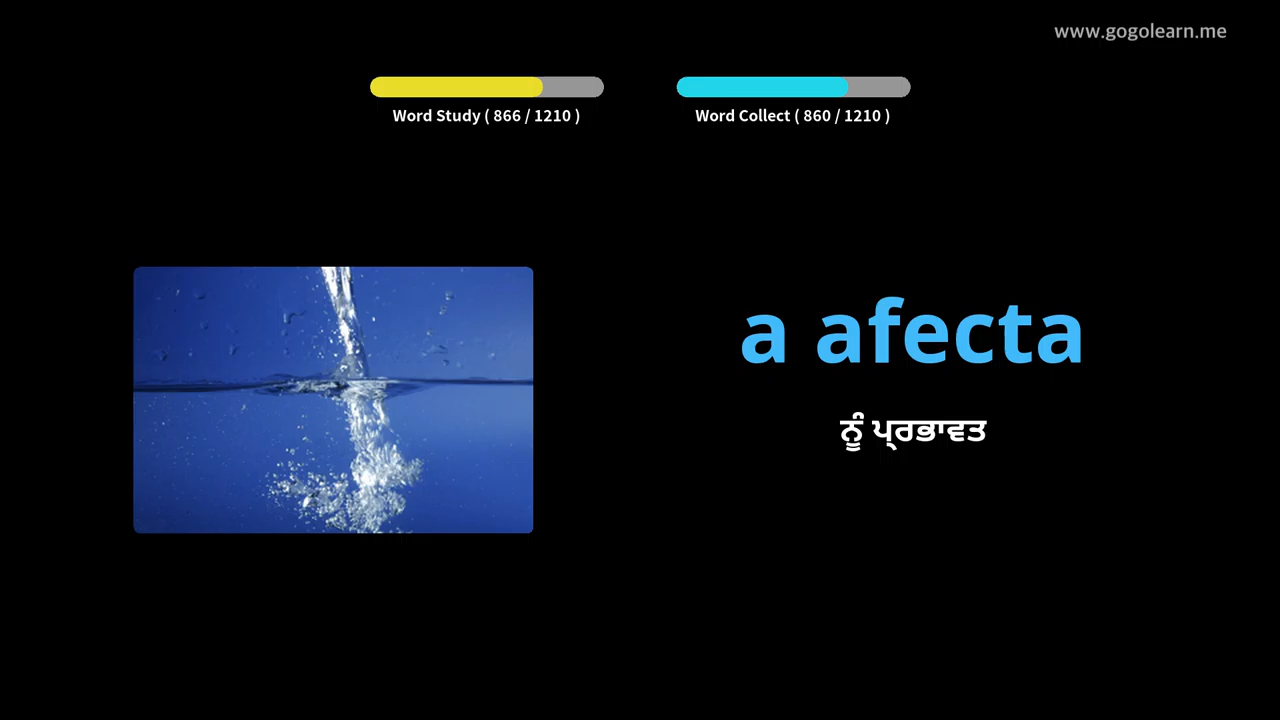 www.gogolearn.me
Word Study ( 866 / 1210 )
Word Collect ( 860 / 1210 )
a afecta
ਨੂੰ ਪ੍ਰਭਾਵਤ